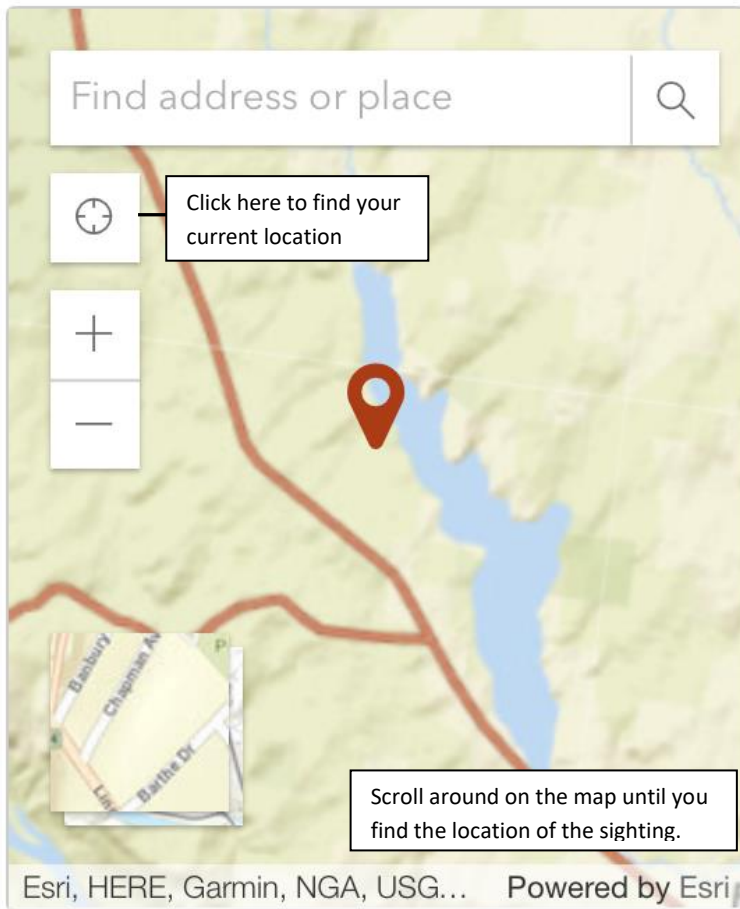 Find address or place
Click here to find your
current location
P
Banbury
Chapman Av
Barthe Dr
Scroll around on the map until you
find the location of the sighting.
Esri, HERE, Garmin, NGA, USG... Powered by Esri